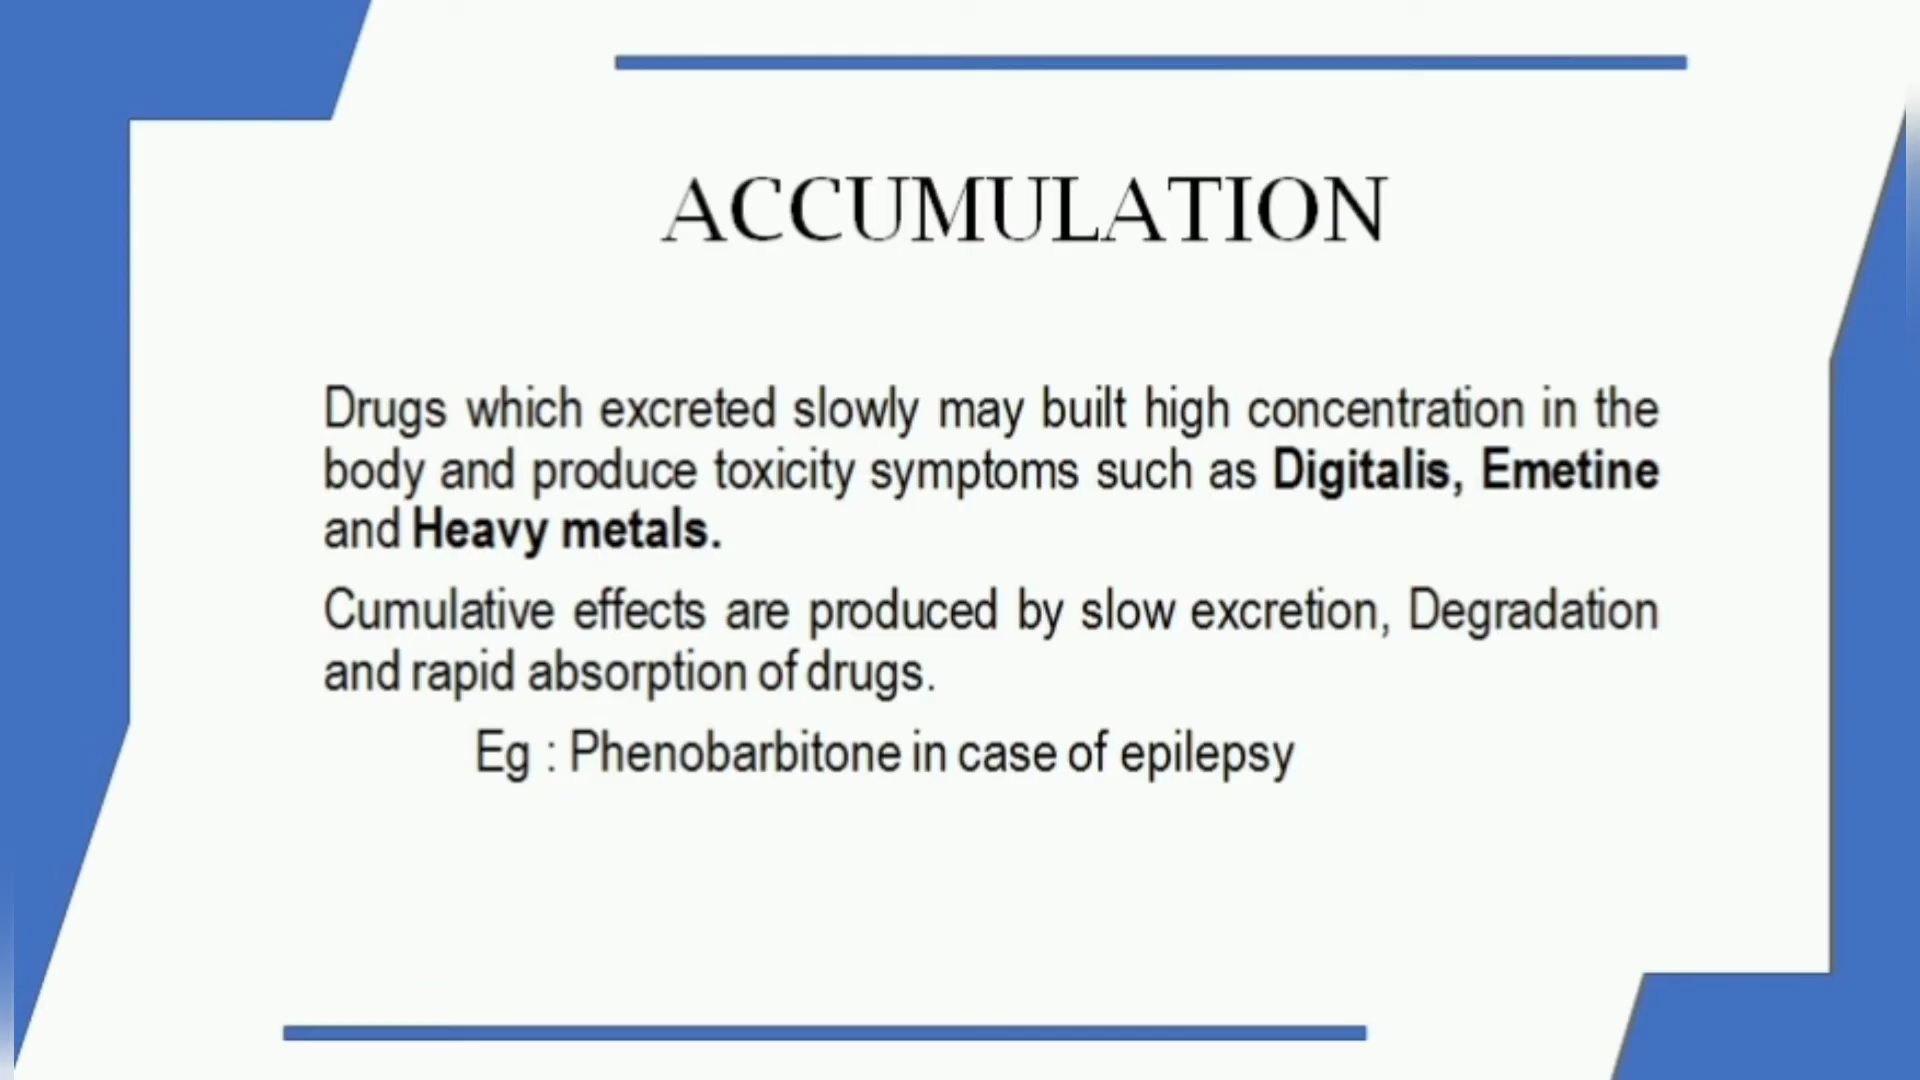 ACCUMULATION
Drugs which excreted slowly may built high concentration in the
body and produce toxicity symptoms such as Digitalis, Emetine
and Heavy metals.
Cumulative effects are produced by slow excretion, Degradation
and rapid absorption of drugs.
Eg : Phenobarbitone in case of epilepsy